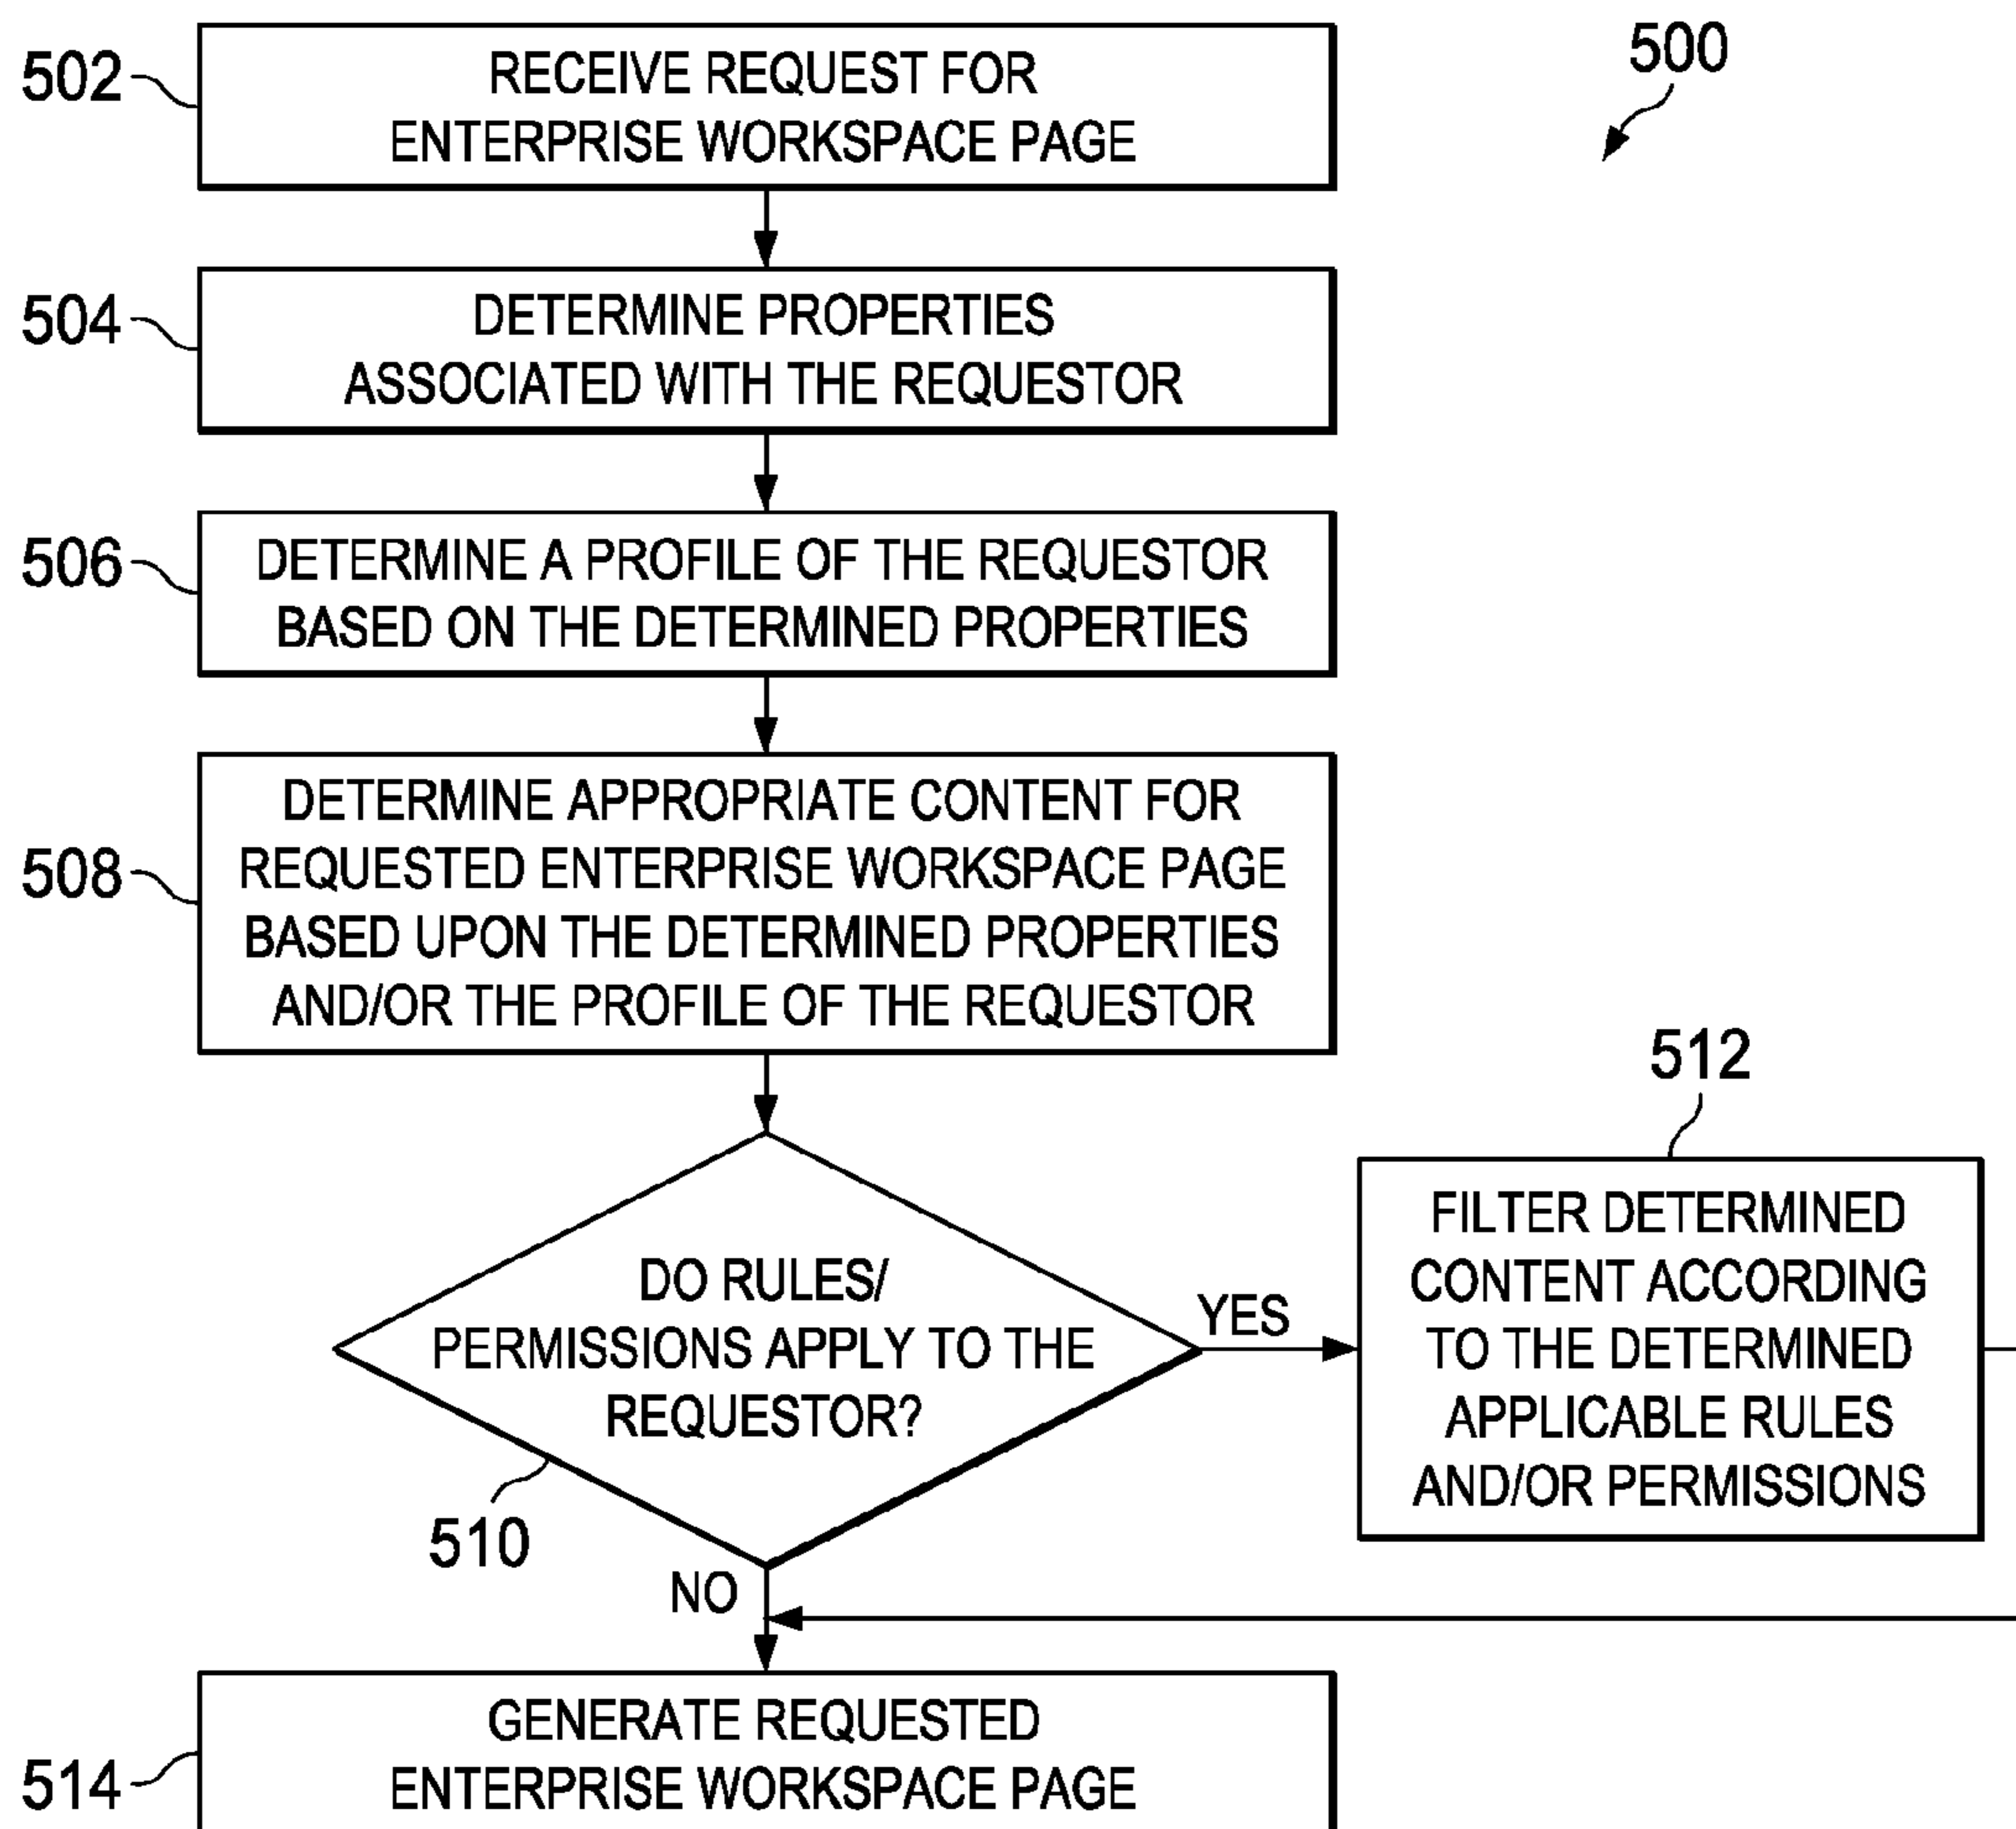 500
502
RECEIVE REQUEST FOR
ENTERPRISE WORKSPACE PAGE
504
DETERMINE PROPERTIES
ASSOCIATED WITH THE REQUESTOR
506
DETERMINE A PROFILE OF THE REQUESTOR
BASED ON THE DETERMINED PROPERTIES
508
DETERMINE APPROPRIATE CONTENT FOR
REQUESTED ENTERPRISE WORKSPACE PAGE
BASED UPON THE DETERMINED PROPERTIES
AND/OR THE PROFILE OF THE REQUESTOR
DO RULES/
PERMISSIONS APPLY TO THE
REQUESTOR?
510
YES
512
FILTER DETERMINED
CONTENT ACCORDING
TO THE DETERMINED
APPLICABLE RULES
AND/OR PERMISSIONS
NO
514
GENERATE REQUESTED
ENTERPRISE WORKSPACE PAGE